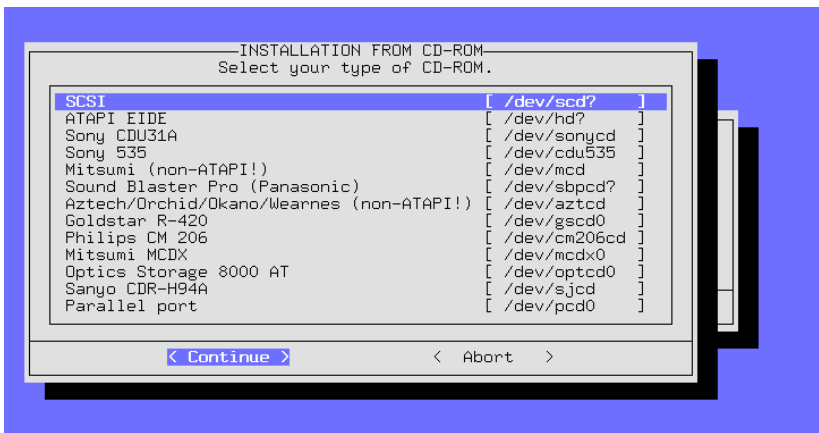 INSTALLATION FROM CD-ROM
Select your type of CD-ROM.
SCSI [ /dev/scd? ]
ATAPI EIDE [ /dev/hd? ]
Sony CDU31A [ /dev/sonycd ]
Sony 535 [ /dev/cdu535 ]
Mitsumi (non-ATAPI!) [ /dev/mcd ]
Sound Blaster Pro (Panasonic) [ /dev/sbpcd? ]
Aztech/Orchid/Okano/Wearnes (non-ATAPI!) [ /dev/aztcd ]
Goldstar R-420 [ /dev/gscd0 ]
Philips CM 206 [ /dev/cm206cd ]
Mitsumi MCDX [ /dev/mcdx0 ]
Optics Storage 8000 AT [ /dev/optcd0 ]
Sanyo CDR-H94A [ /dev/sjcd ]
Parallel port [ /dev/pcd0 ]
< Continue > < Abort >